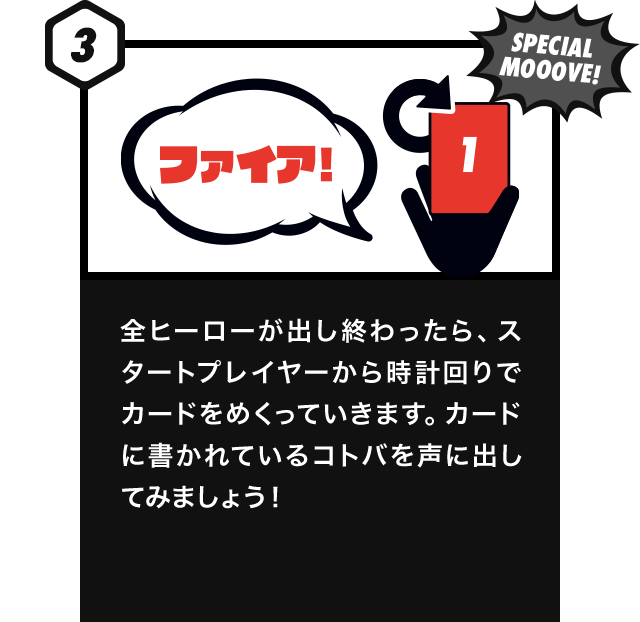 3
SPECIAL
MOOOVE!
ファイア!
1
全ヒーローが出し終わったら、ス
タートプレイヤーから時計回りで
カードをめくっていきます。カード
に書かれているコトバを声に出し
てみましょう!